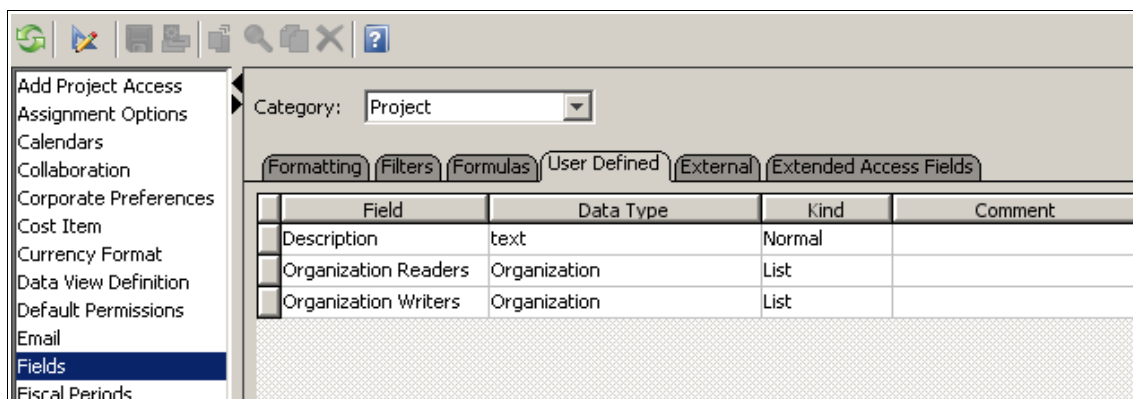 Add Project Access
Assignment Options
Calendars
Collaboration
Corporate Preferences
Cost Item
Currency Format
Data View Definition
Default Permissions
Email
Fields
Fiscal Periods
Category: Project
Formatting Filters Formulas User Defined External Extended Access Fields
Field Data Type Kind Comment
Description text Normal
Organization Readers Organization List
Organization Writers Organization List